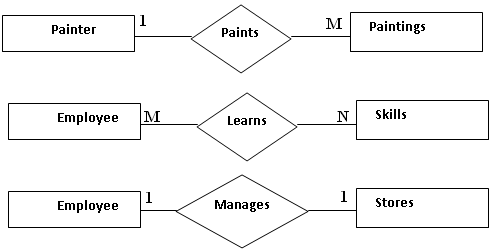 Painter 1 Paints M Paintings
Employee M Learns N Skills
Employee 1 Manages 1 Stores